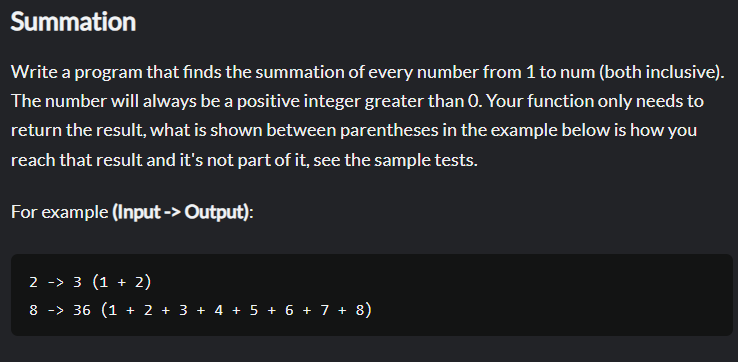 Summation
Write a program that finds the summation of every number from 1 to num (both inclusive).
The number will always be a positive integer greater than 0. Your function only needs to
return the result, what is shown between parentheses in the example below is how you
reach that result and it's not part of it, see the sample tests.
For example (Input -> Output):
2 -> 3 (1 + 2)
8 -> 36 (1 + 2 + 3 + 4 + 5 + 6 + 7 + 8)